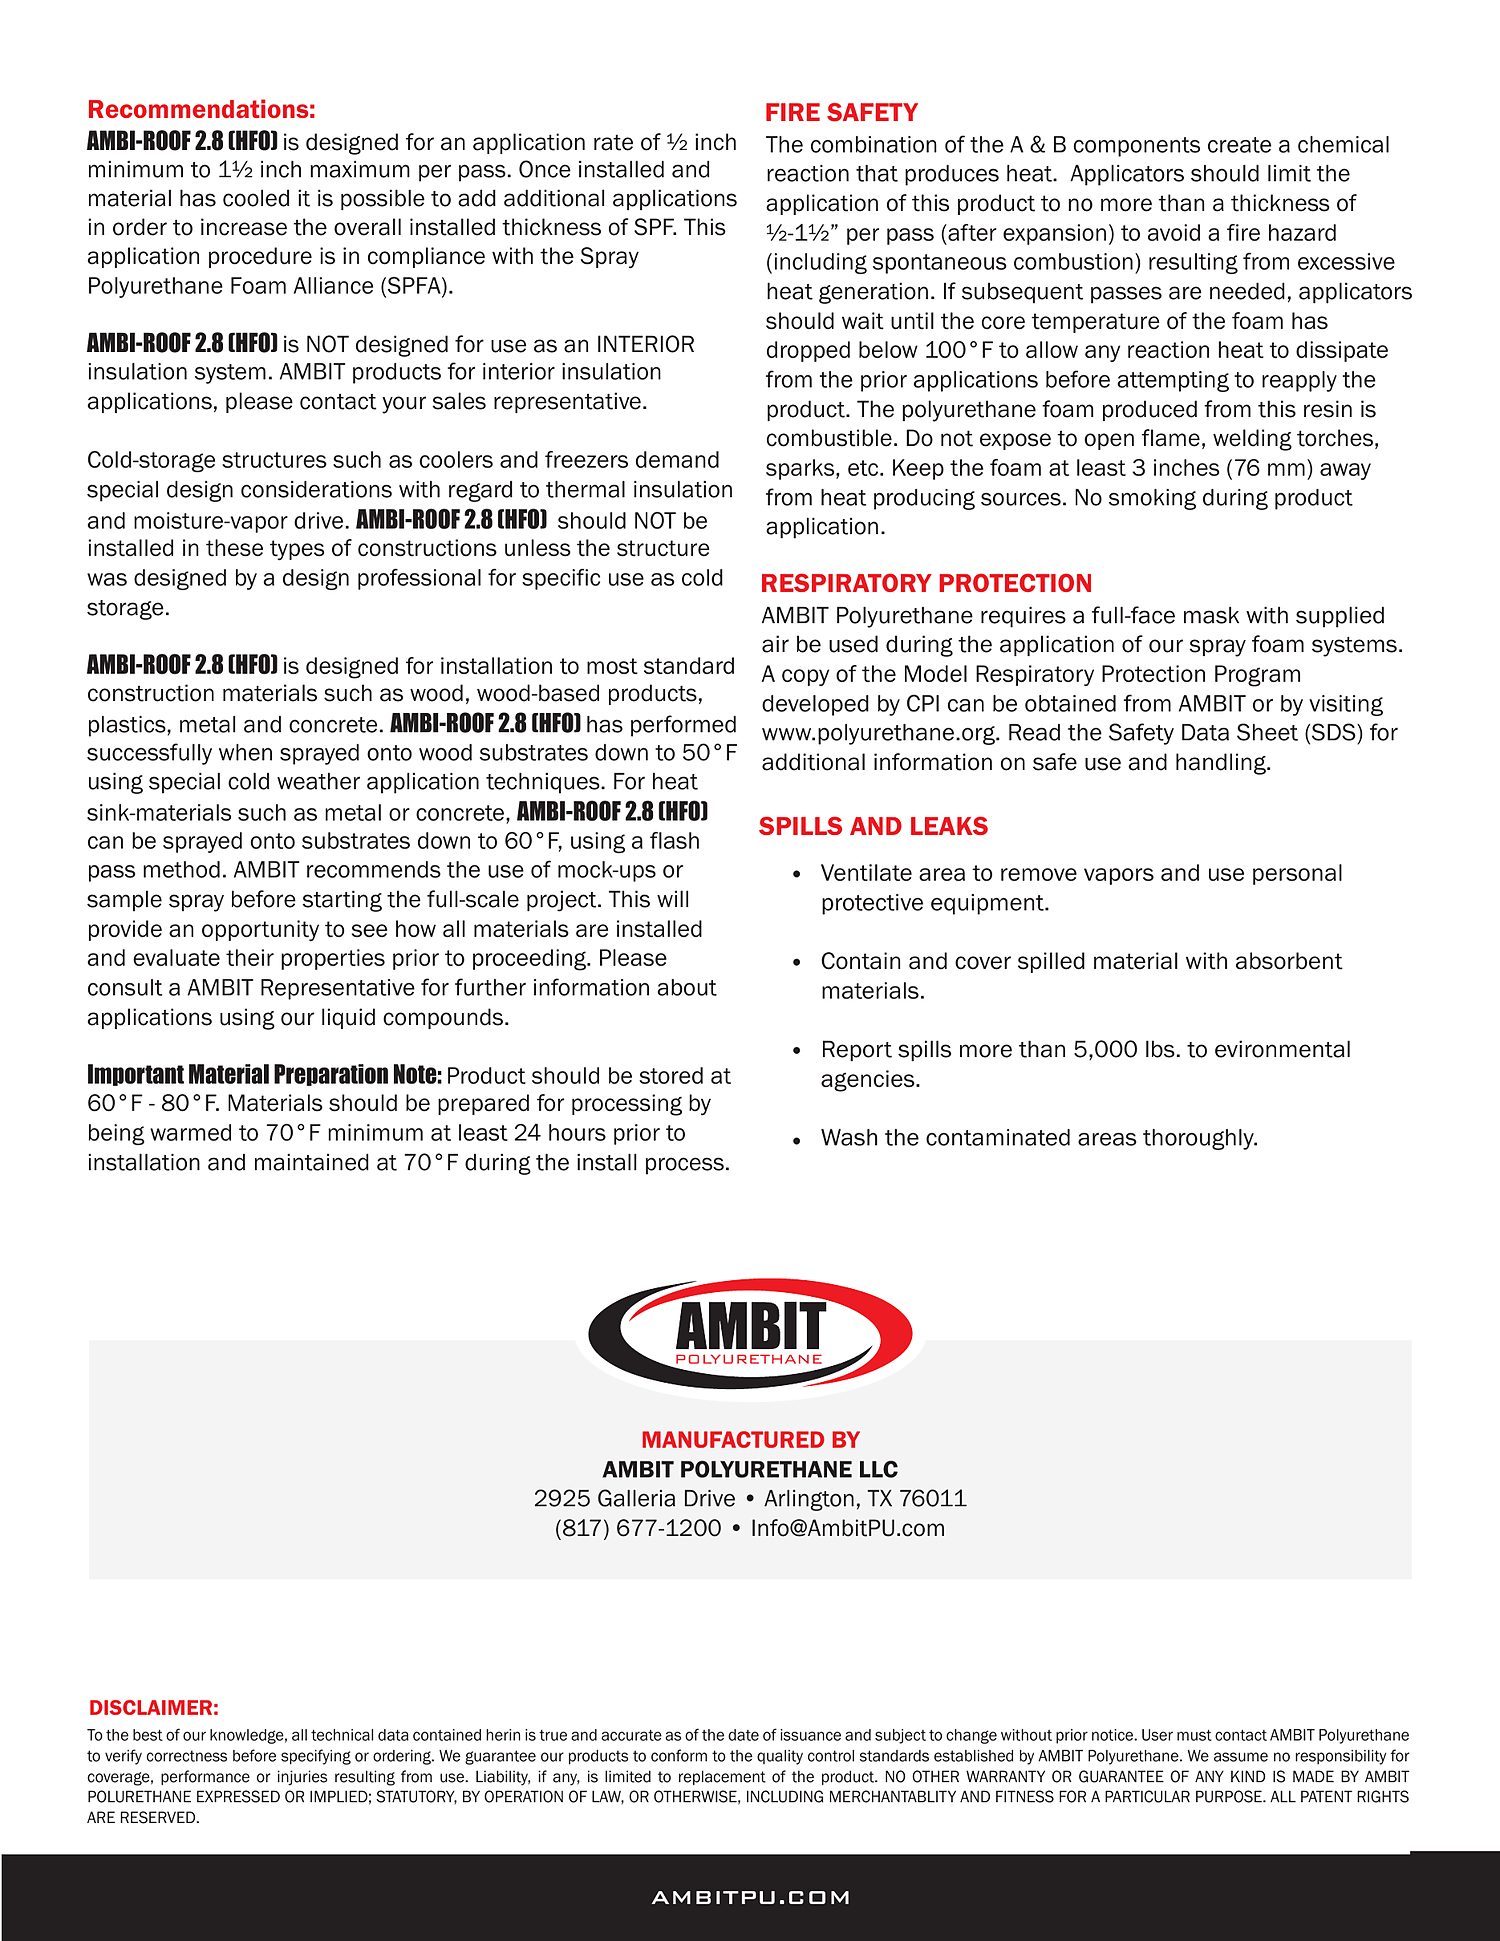 Recommendations:
AMBI-ROOF 2.8 (HFO) is designed for an application rate of ½ inch
minimum to 1½ inch maximum per pass. Once installed and
material has cooled it is possible to add additional applications
in order to increase the overall installed thickness of SPF. This
application procedure is in compliance with the Spray
Polyurethane Foam Alliance (SPFA).
AMBI-ROOF 2.8 (HFO) is NOT designed for use as an INTERIOR
insulation system. AMBIT products for interior insulation
applications, please contact your sales representative.
Cold-storage structures such as coolers and freezers demand
special design considerations with regard to thermal insulation
and moisture-vapor drive. AMBI-ROOF 2.8 (HFO) should NOT be
installed in these types of constructions unless the structure
was designed by a design professional for specific use as cold
storage.
AMBI-ROOF 2.8 (HFO) is designed for installation to most standard
construction materials such as wood, wood-based products,
plastics, metal and concrete. AMBI-ROOF 2.8 (HFO) has performed
successfully when sprayed onto wood substrates down to 50°F
using special cold weather application techniques. For heat
sink-materials such as metal or concrete, AMBI-ROOF 2.8 (HFO)
can be sprayed onto substrates down to 60°F, using a flash
pass method. AMBIT recommends the use of mock-ups or
sample spray before starting the full-scale project. This will
provide an opportunity to see how all materials are installed
and evaluate their properties prior to proceeding. Please
consult a AMBIT Representative for further information about
applications using our liquid compounds.
Important Material Preparation Note: Product should be stored at
60°F - 80°F. Materials should be prepared for processing by
being warmed to 70°F minimum at least 24 hours prior to
installation and maintained at 70°F during the install process.
FIRE SAFETY
The combination of the A & B components create a chemical
reaction that produces heat.  Applicators should limit the
application of this product to no more than a thickness of
½-1½” per pass (after expansion) to avoid a fire hazard
(including spontaneous combustion) resulting from excessive
heat generation. If subsequent passes are needed, applicators
should wait until the core temperature of the foam has
dropped below 100°F to allow any reaction heat to dissipate
from the prior applications before attempting to reapply the
product. The polyurethane foam produced from this resin is
combustible. Do not expose to open flame, welding torches,
sparks, etc. Keep the foam at least 3 inches (76 mm) away
from heat producing sources. No smoking during product
application.
RESPIRATORY PROTECTION
AMBIT Polyurethane requires a full-face mask with supplied
air be used during the application of our spray foam systems.
A copy of the Model Respiratory Protection Program
developed by CPI can be obtained from AMBIT or by visiting
www.polyurethane.org. Read the Safety Data Sheet (SDS) for
additional information on safe use and handling.
SPILLS AND LEAKS
• Ventilate area to remove vapors and use personal
protective equipment.
• Contain and cover spilled material with absorbent
materials.
• Report spills more than 5,000 lbs. to evironmental
agencies.
• Wash the contaminated areas thoroughly.
AMBIT
POLYURETHANE
MANUFACTURED BY
AMBIT POLYURETHANE LLC
2925 Galleria Drive • Arlington, TX 76011
(817) 677-1200 • Info@AmbitPU.com
DISCLAIMER:
To the best of our knowledge, all technical data contained herin is true and accurate as of the date of issuance and subject to change without prior notice. User must contact AMBIT Polyurethane
to verify correctness before specifying or ordering. We guarantee our products to conform to the quality control standards established by AMBIT Polyurethane. We assume no responsibility for
coverage, performance or injuries resulting from use. Liability, if any, is limited to replacement of the product. NO OTHER WARRANTY OR GUARANTEE OF ANY KIND IS MADE BY AMBIT
POLURETHANE EXPRESSED OR IMPLIED; STATUTORY, BY OPERATION OF LAW, OR OTHERWISE, INCLUDING MERCHANTABLITY AND FITNESS FOR A PARTICULAR PURPOSE. ALL PATENT RIGHTS
ARE RESERVED.
AMBITPU.COM